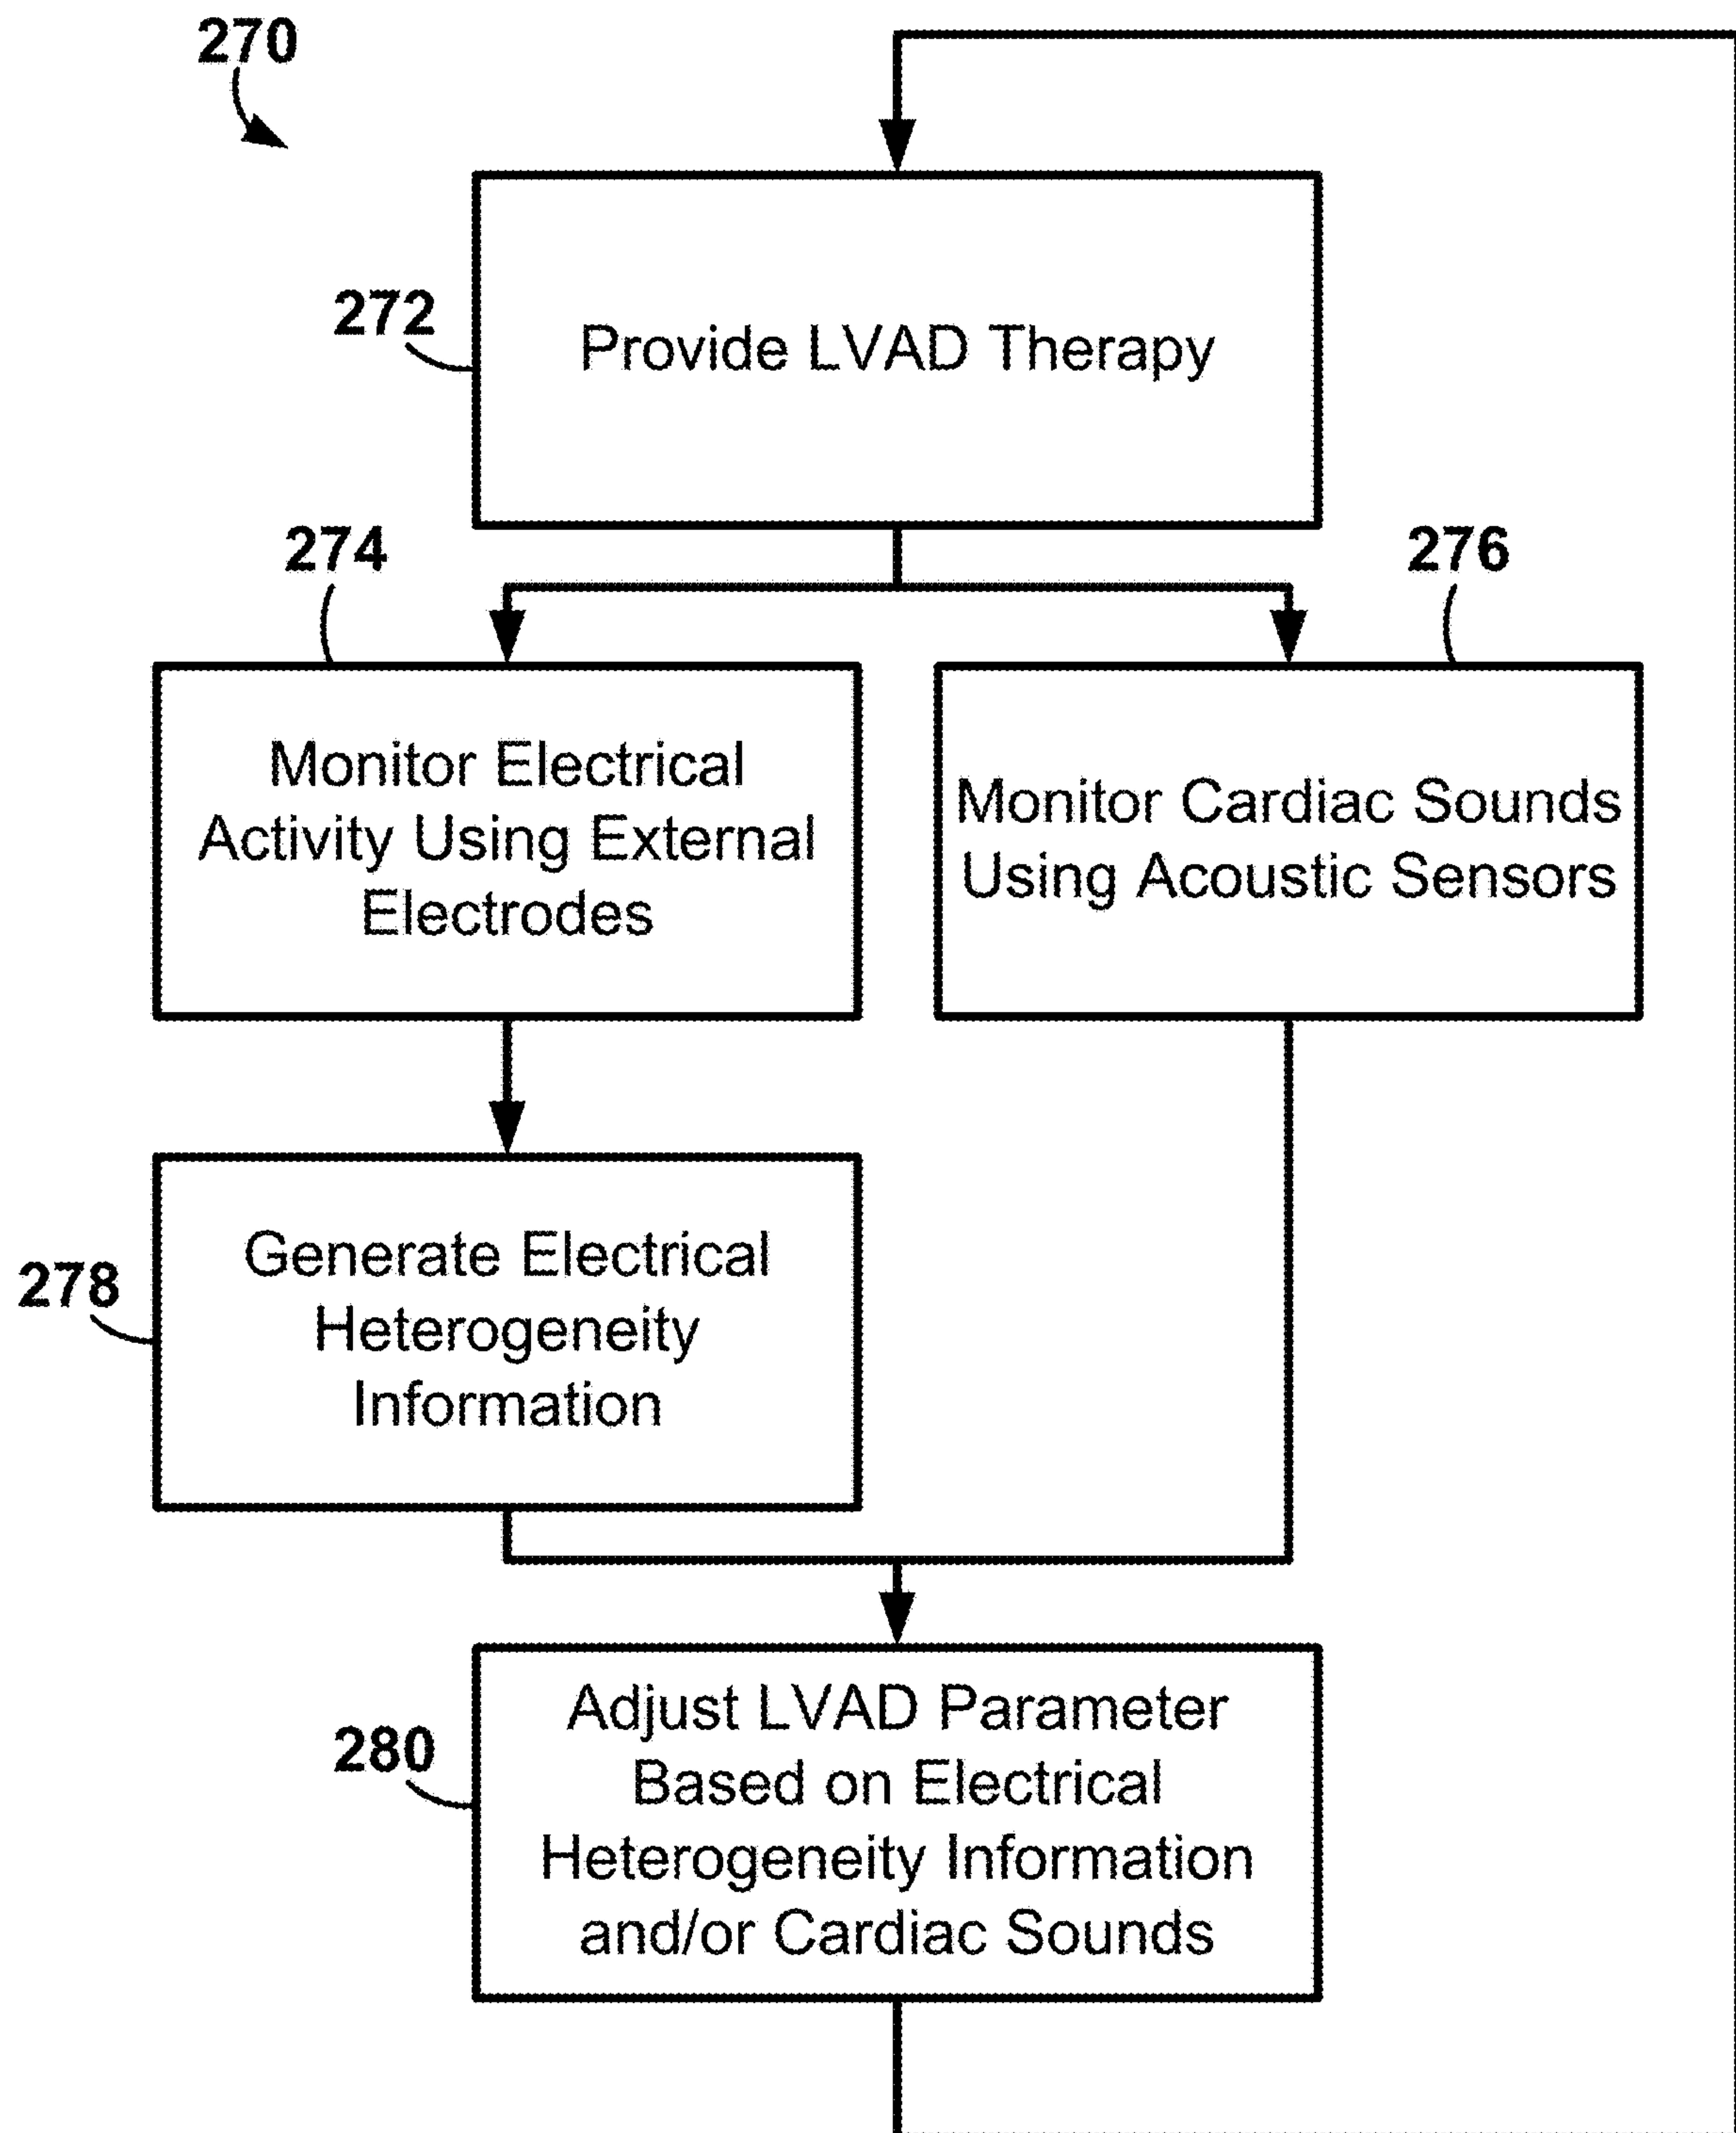 270
272
Provide LVAD Therapy
274
276
Monitor Electrical
Activity Using External
Electrodes
Monitor Cardiac Sounds
Using Acoustic Sensors
278
Generate Electrical
Heterogeneity
Information
280
Adjust LVAD Parameter
Based on Electrical
Heterogeneity Information
and/or Cardiac Sounds